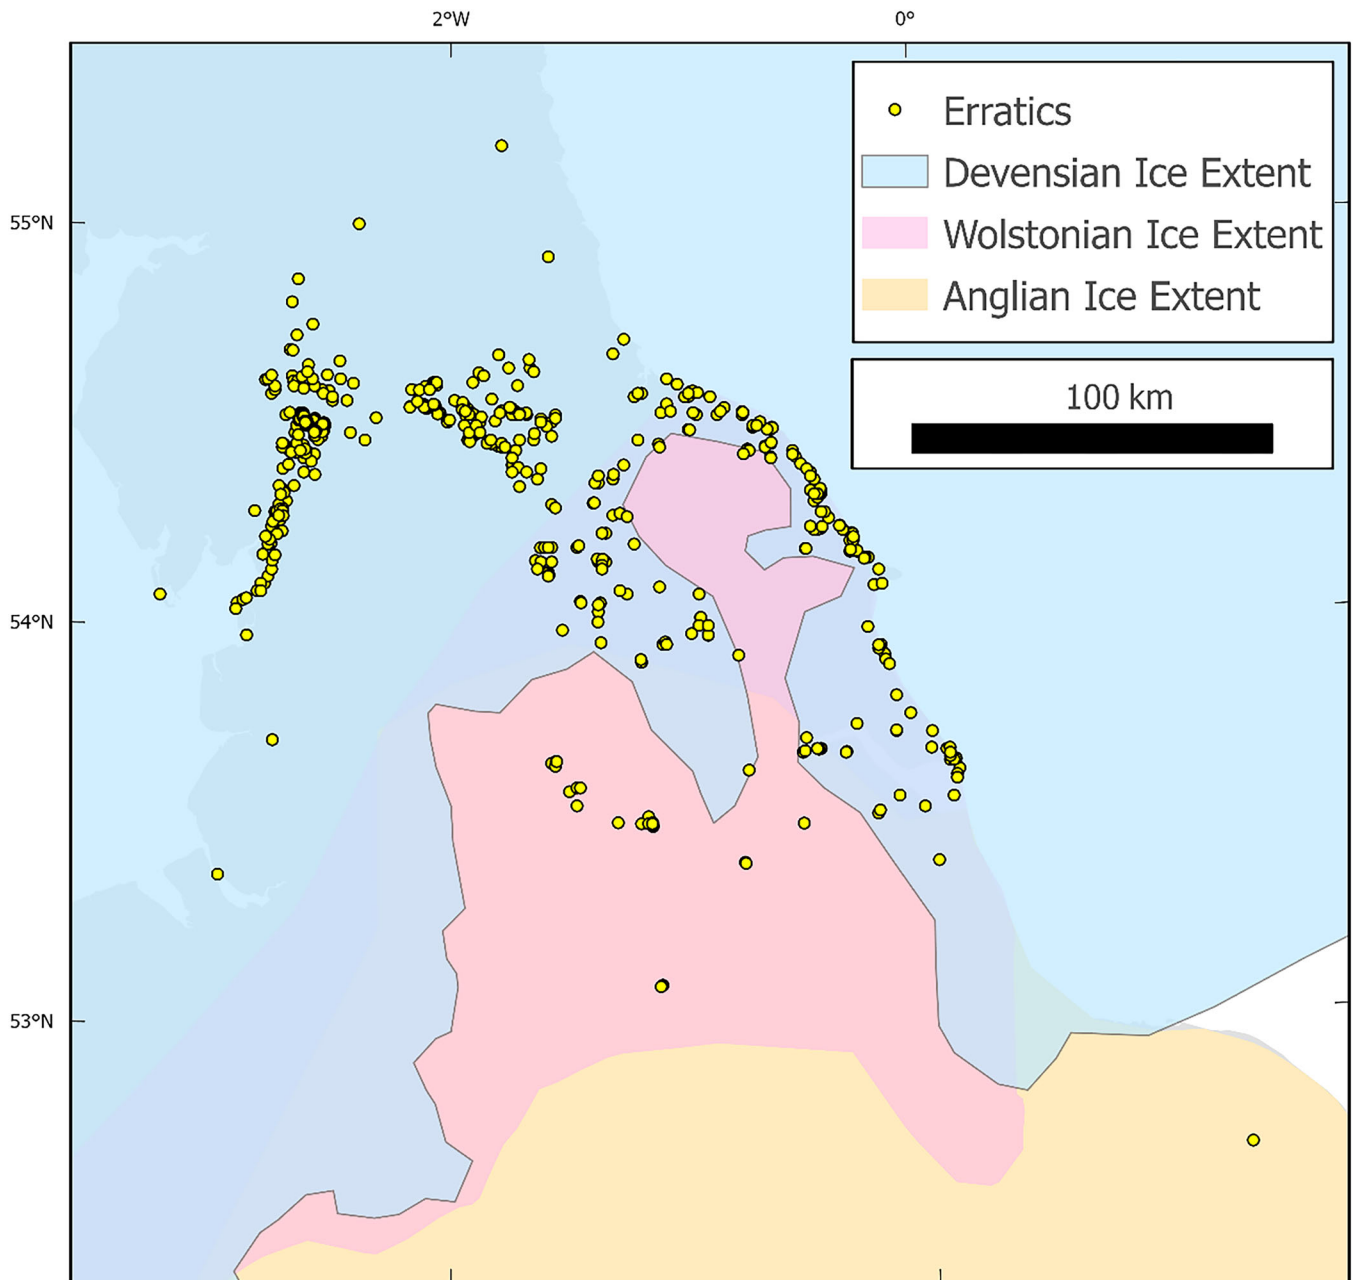 2°W
0°
Erratics
Devensian Ice Extent
Wolstonian Ice Extent
Anglian Ice Extent
55°N
100 km
54°N
53°N